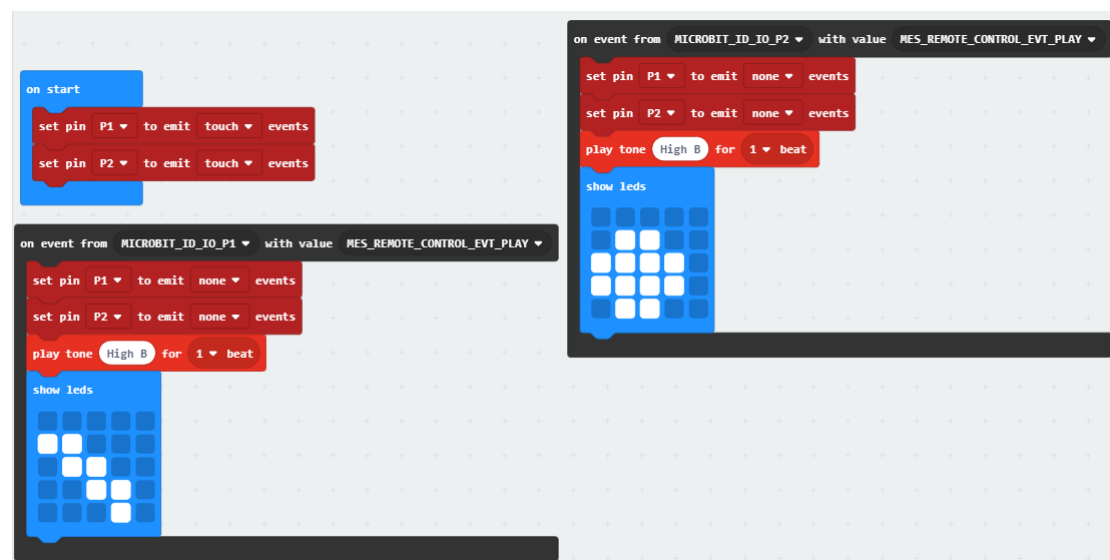 on start
set pin P1 to emit touch events
set pin P2 to emit touch events
on event from MICROBIT_ID_IO_P1 with value MES_REMOTE_CONTROL_EVT_PLAY
set pin P1 to emit none events
set pin P2 to emit none events
play tone High B for 1 beat
show leds
on event from MICROBIT_ID_IO_P2 with value MES_REMOTE_CONTROL_EVT_PLAY
set pin P1 to emit none events
set pin P2 to emit none events
play tone High B for 1 beat
show leds